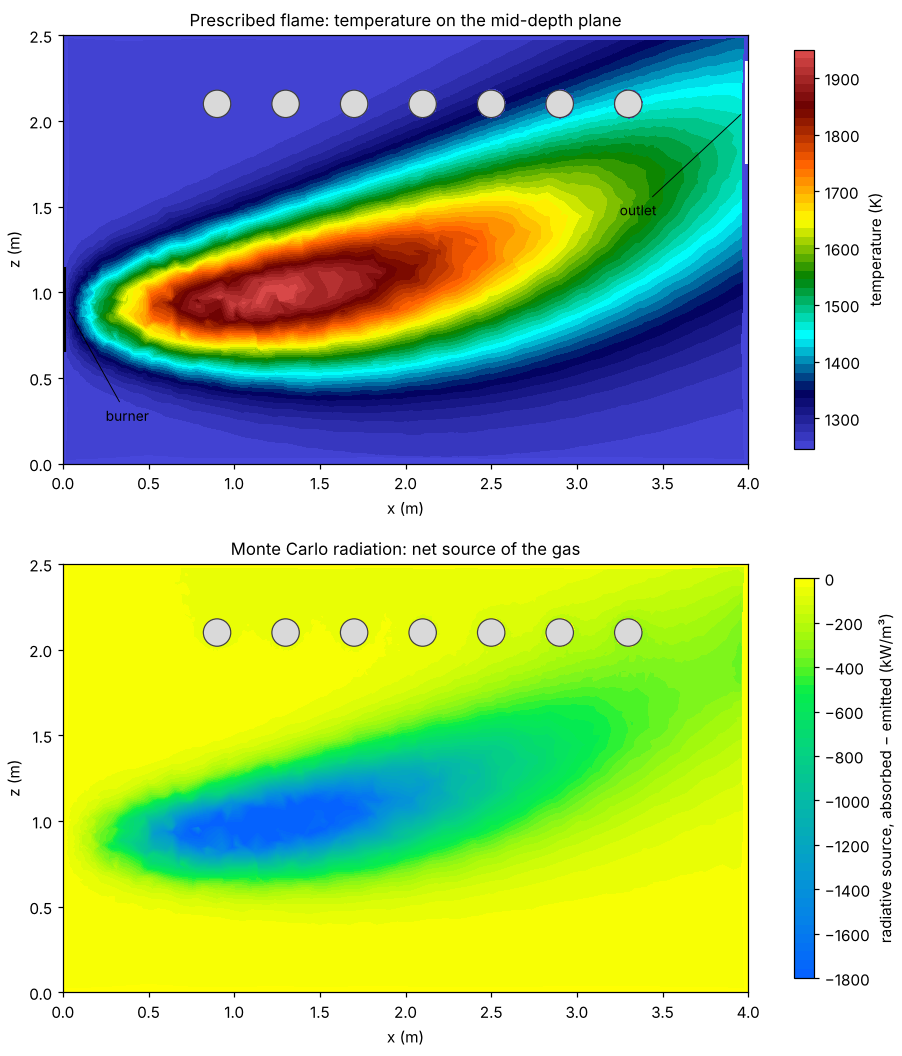 Prescribed flame: temperature on the mid-depth plane
2.5
2.0
1.5
1.0
0.5
0.0
z (m)
burner
outlet
0.0 0.5 1.0 1.5 2.0 2.5 3.0 3.5 4.0
x (m)
1900
1800
1700
1600
1500
1400
1300
temperature (K)
Monte Carlo radiation: net source of the gas
2.5
2.0
1.5
1.0
0.5
0.0
z (m)
0.0 0.5 1.0 1.5 2.0 2.5 3.0 3.5 4.0
x (m)
0
−200
−400
−600
−800
−1000
−1200
−1400
−1600
−1800
radiative source, absorbed − emitted (kW/m³)